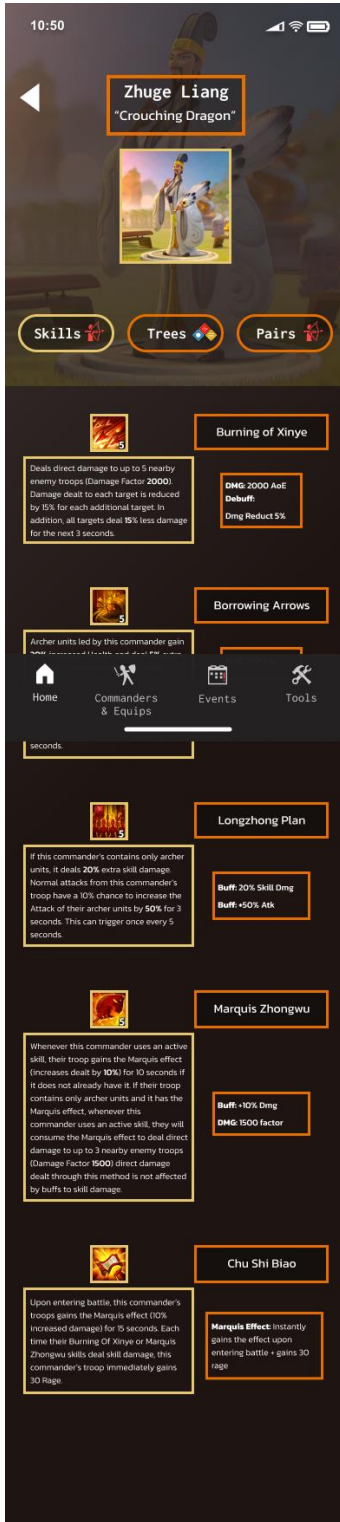 10:50
Zhuge Liang
“Crouching Dragon”
Skills
Trees
Pairs
5
Burning of Xinye
Deals direct damage to up to 5 nearby
enemy troops (Damage Factor 2000).
Damage dealt to each target is reduced
by 15% for each additional target. In
addition, all targets deal 15% less damage
for the next 3 seconds.
DMG: 2000 AoE
Debuff:
Dmg Reduct 5%
5
Borrowing Arrows
Archer units led by this commander gain
20% increased Health and deal 5% extra
Home
Commanders
& Equips
Events
Tools
seconds.
5
Longzhong Plan
If this commander's contains only archer
units, it deals 20% extra skill damage.
Normal attacks from this commander's
troop have a 10% chance to increase the
Attack of their archer units by 50% for 3
seconds. This can trigger once every 5
seconds.
Buff: 20% Skill Dmg
Buff: +50% Atk
5
Marquis Zhongwu
Whenever this commander uses an active
skill, their troop gains the Marquis effect
(increases dealt by 10%) for 10 seconds if
it does not already have it. If their troop
contains only archer units and it has the
Marquis effect, whenever this
commander uses an active skill, they will
consume the Marquis effect to deal direct
damage to up to 3 nearby enemy troops
(Damage Factor 1500) direct damage
dealt through this method is not affected
by buffs to skill damage.
Buff: +10% Dmg
DMG: 1500 factor
Chu Shi Biao
Upon entering battle, this commander's
troops gains the Marquis effect (10%
increased damage) for 15 seconds. Each
time their Burning Of Xinye or Marquis
Zhongwu skills deal skill damage, this
commander's troop immediately gains
30 Rage.
Marquis Effect: Instantly
gains the effect upon
entering battle + gains 30
rage